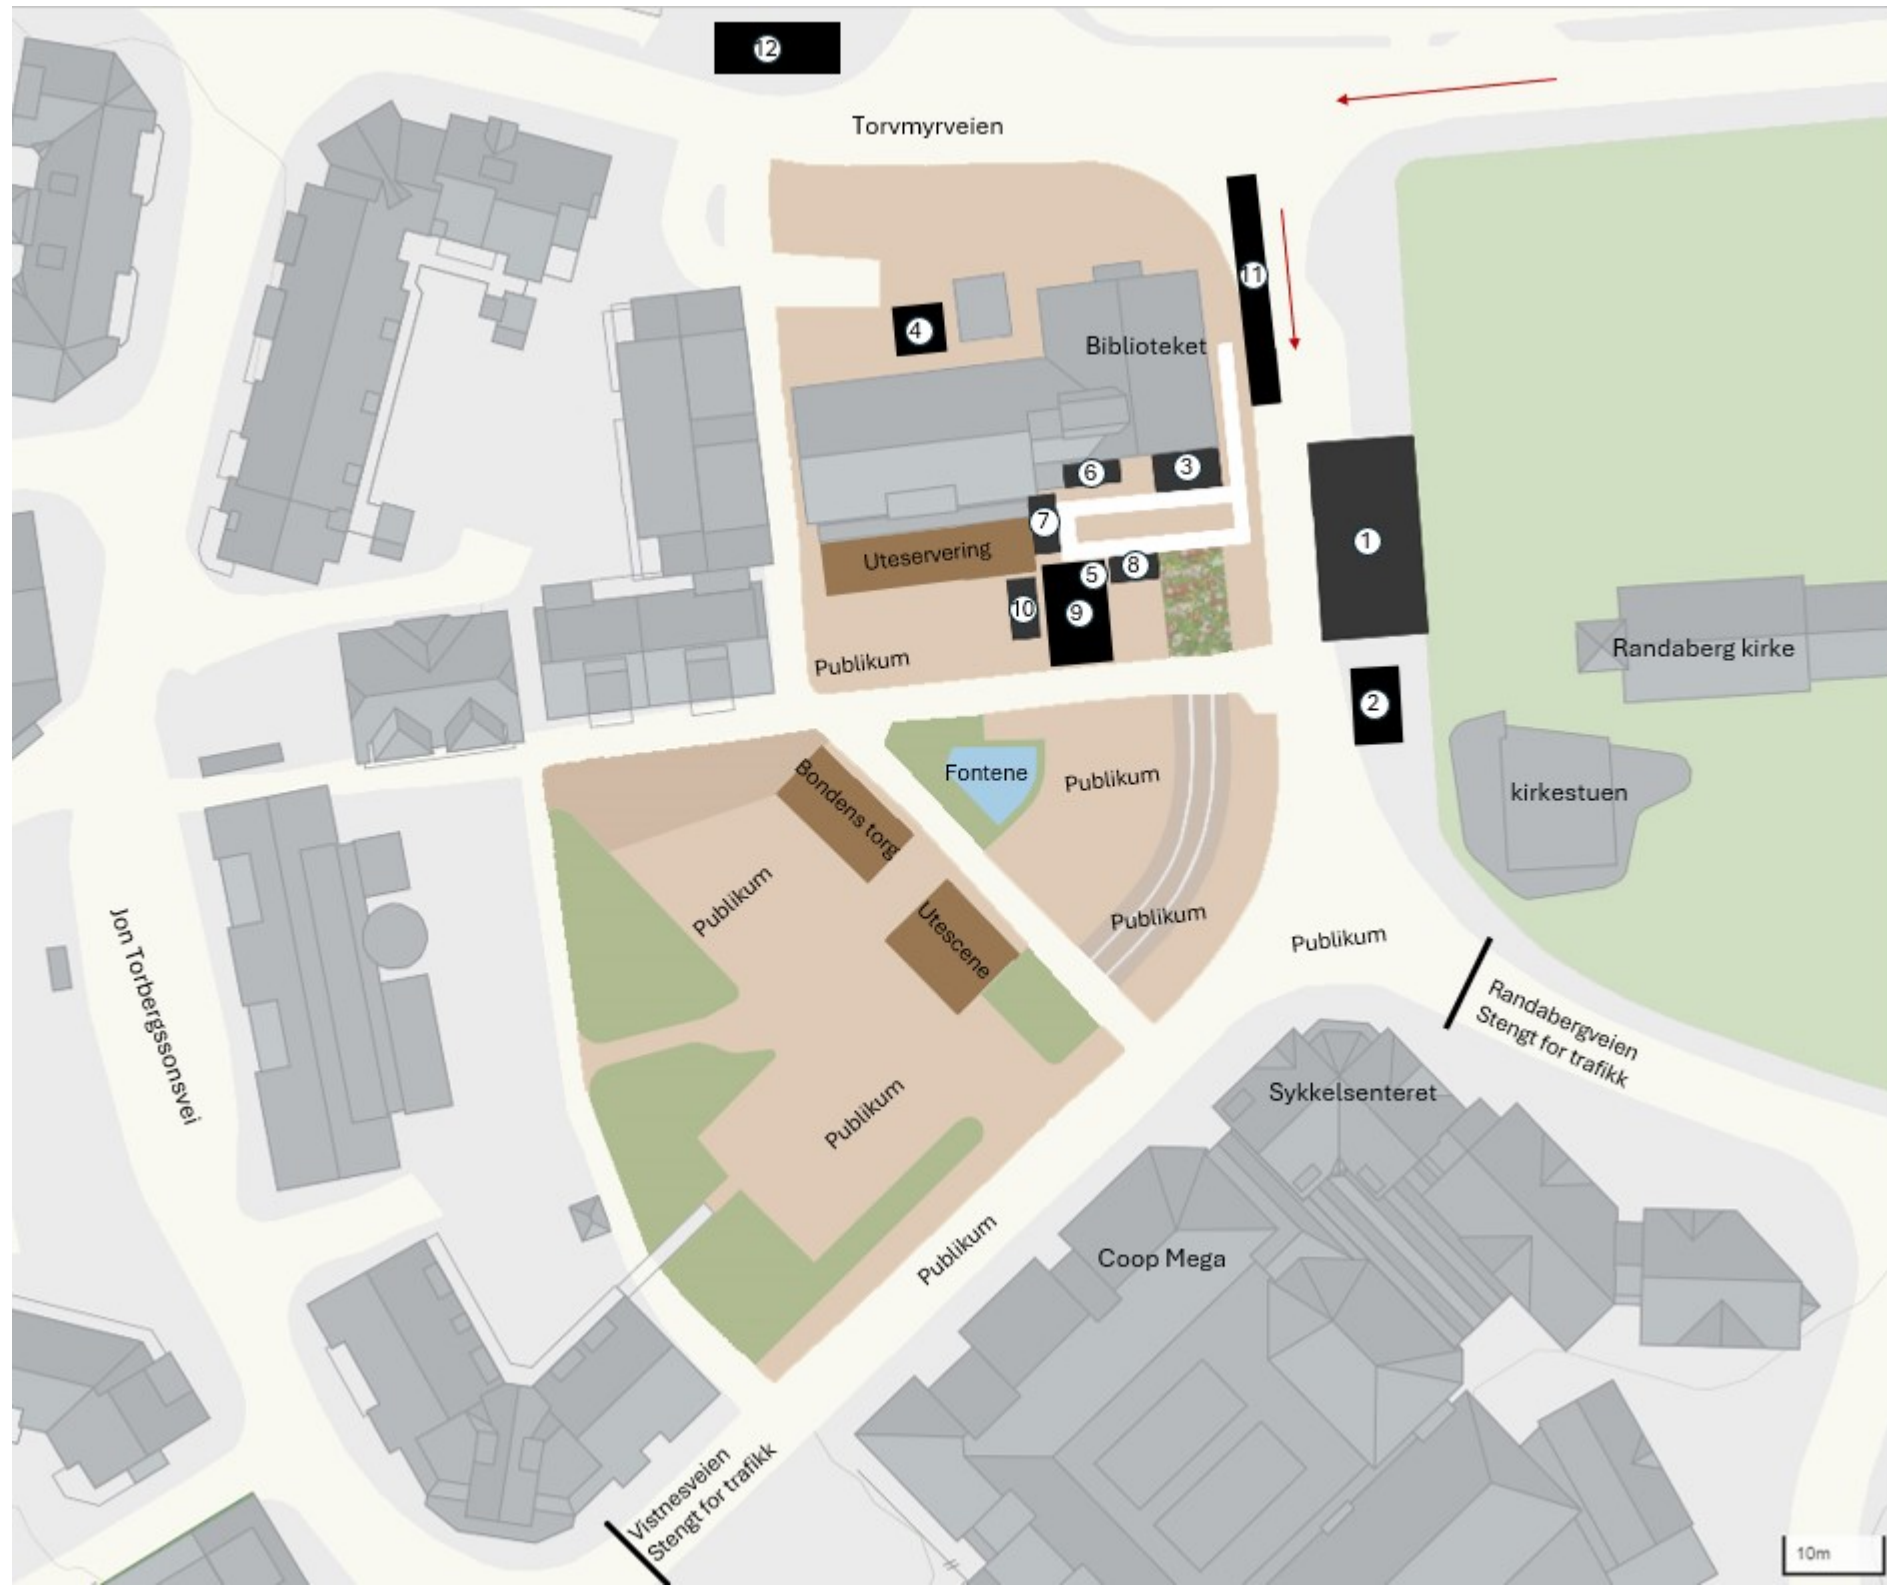 12
Torvmyrveien
11
4
Biblioteket
6
3
7
1
Uteservering
5
8
10
9
Publikum
Randaberg kirke
2
Fontene
Publikum
Bondens torg
kirkestuen
Publikum
Utescene
Publikum
Publikum
Jon Torbergssonsvei
Randabergveien
Stengt for trafikk
Publikum
Sykkelsenteret
Publikum
Coop Mega
Vistnesveien
Stengt for trafikk
10m